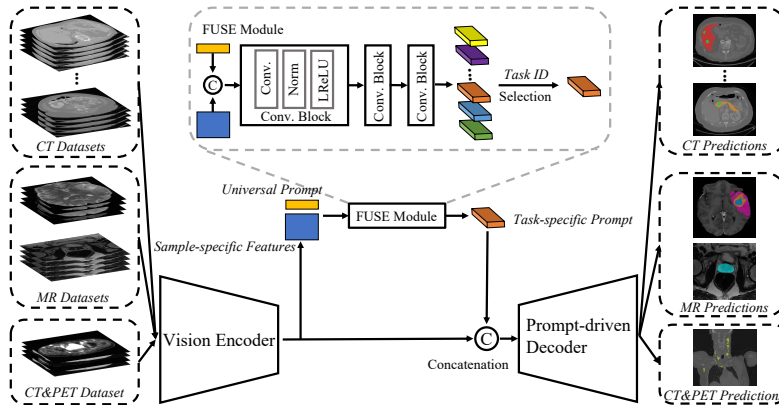 FUSE Module
C
Conv.
Norm
LReLU
Conv. Block
Conv. Block
Conv. Block
Task ID
Selection
CT Datasets
CT Predictions
Universal Prompt
FUSE Module
Task-specific Prompt
Sample-specific Features
MR Datasets
MR Predictions
Vision Encoder
C
Concatenation
Prompt-driven
Decoder
CT&PET Dataset
CT&PET Prediction